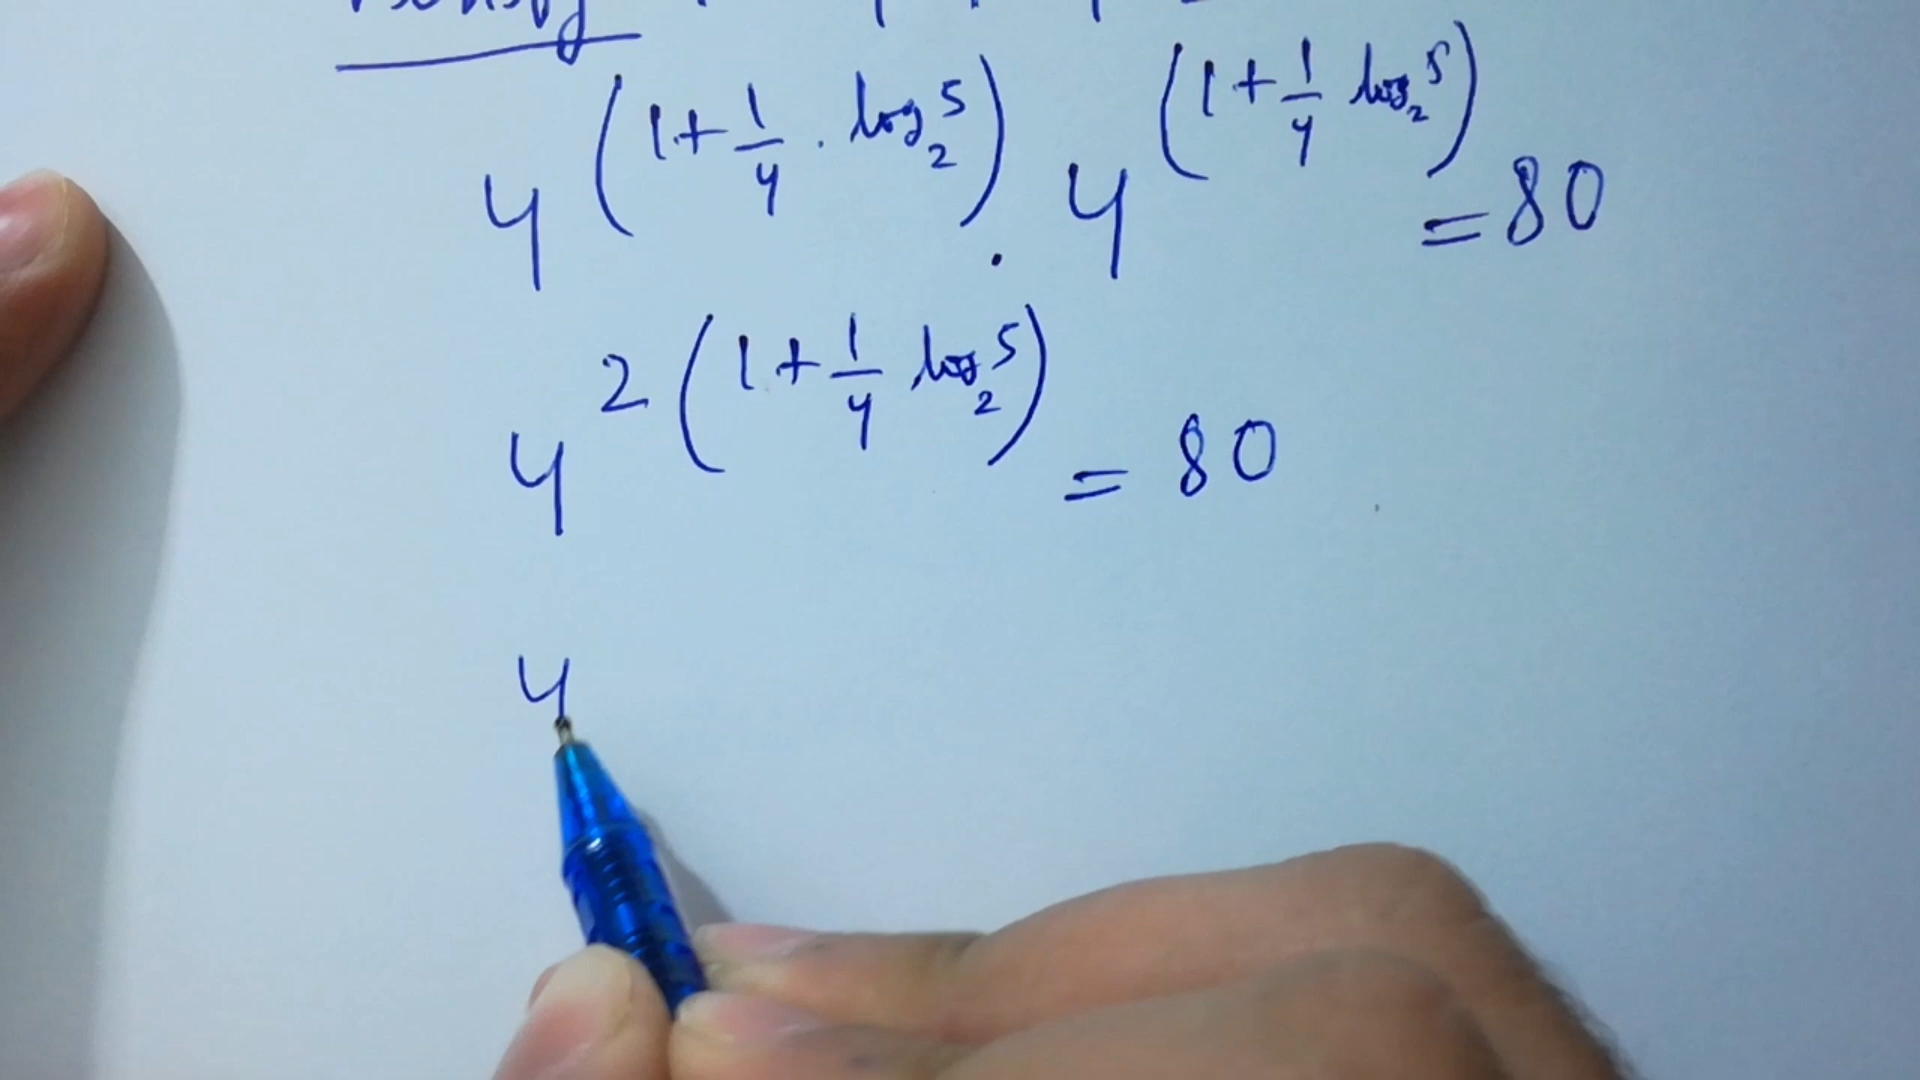 4^(1+1/4 . log_2 5) . 4^(1+1/4 log_2 5) = 80
4^2(1+1/4 log_2 5) = 80
4